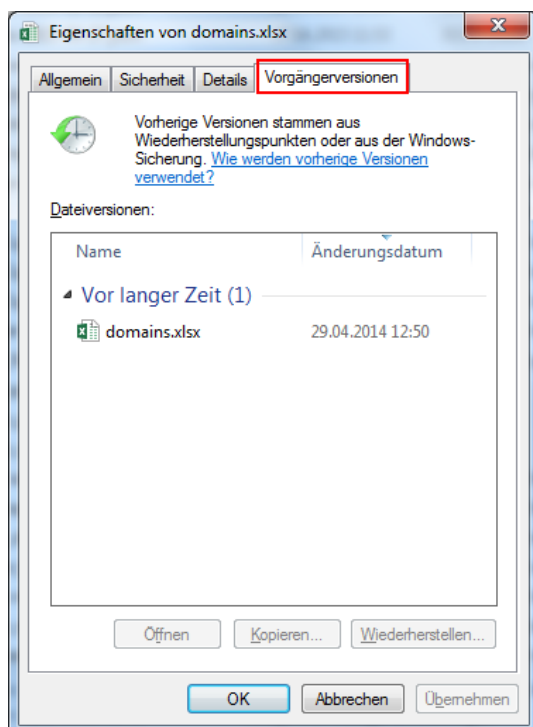 Eigenschaften von domains.xlsx
Allgemein Sicherheit Details Vorgängerversionen
Vorherige Versionen stammen aus
Wiederherstellungspunkten oder aus der Windows-
Sicherung. Wie werden vorherige Versionen
verwendet?
Dateiversionen:
Name Änderungsdatum
Vor langer Zeit (1)
domains.xlsx 29.04.2014 12:50
Öffnen Kopieren... Wiederherstellen...
OK Abbrechen Übernehmen